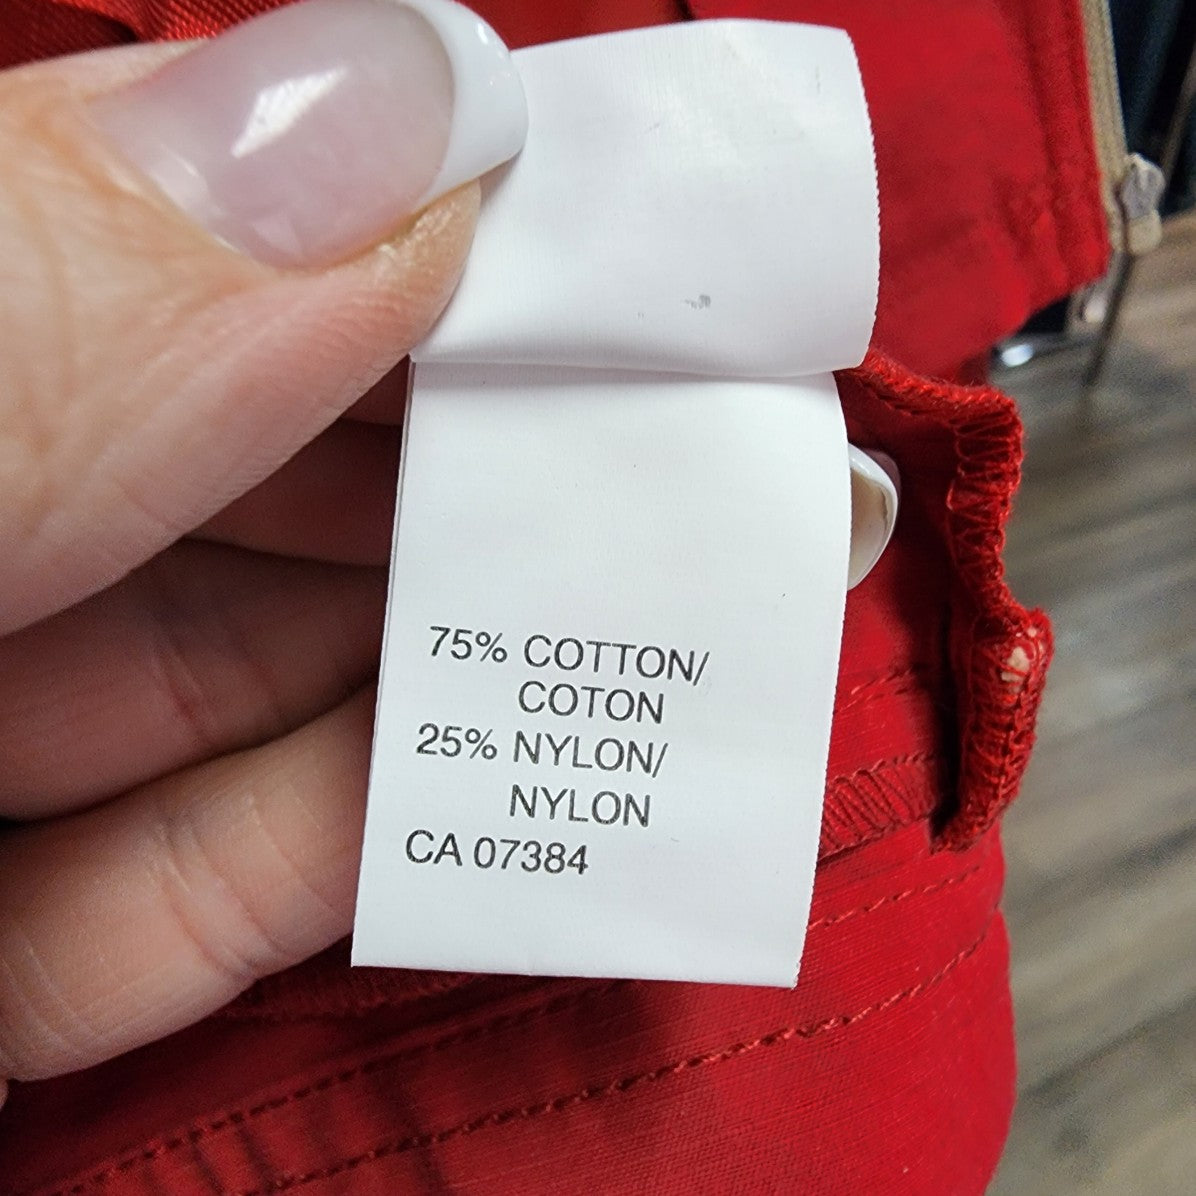 75% COTTON/
COTON
25% NYLON/
NYLON
CA 07384